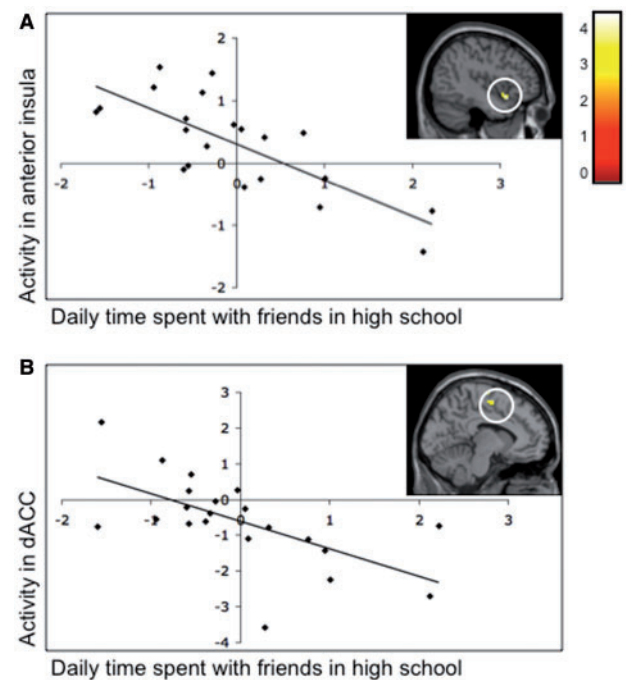 A
Activity in anterior insula
2
1
0
-1
-2
-2 -1 0 1 2 3
4
3
2
1
0
Daily time spent with friends in high school
B
Activity in dACC
3
2
1
0
-1
-2
-3
-4
-2 -1 0 1 2 3
Daily time spent with friends in high school